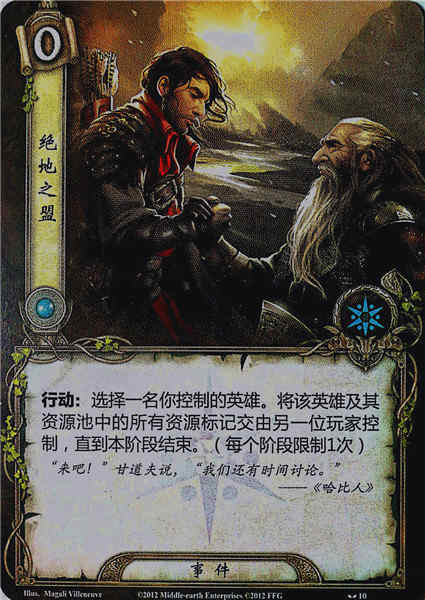 0
绝地之盟
行动：选择一名你控制的英雄。将该英雄及其
资源池中的所有资源标记交由另一位玩家控
制，直到本阶段结束。（每个阶段限制1次）
“来吧！”甘道夫说，“我们还有时间讨论。”
——《哈比人》
事件
Illus. Magali Villeneuve ©2012 Middle-earth Enterprises ©2012 FFG 10